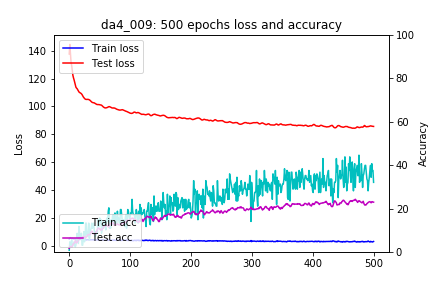 da4_009: 500 epochs loss and accuracy
Train loss
Test loss
Train acc
Test acc
Loss
Accuracy
140
120
100
80
60
40
20
0
100
80
60
40
20
0
0
100
200
300
400
500